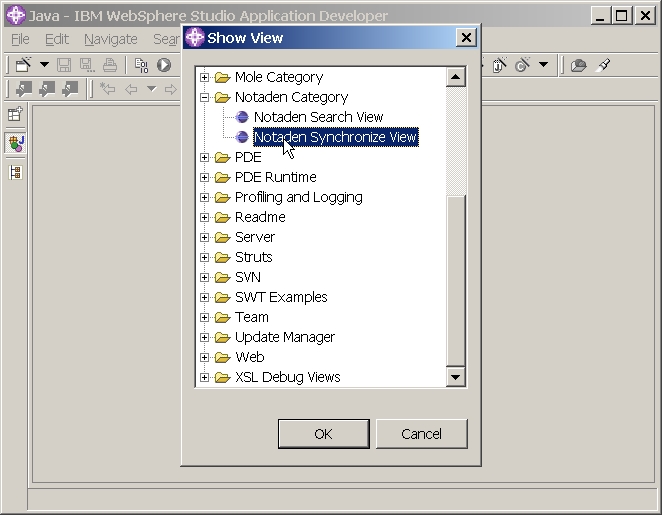 Java - IBM WebSphere Studio Application Developer
File Edit Navigate
Show View
Mole Category
Notaden Category
Notaden Search View
Notaden Synchronize View
PDE
PDE Runtime
Profiling and Logging
Readme
Server
Struts
SVN
SWT Examples
Team
Update Manager
Web
XSL Debug Views
OK Cancel